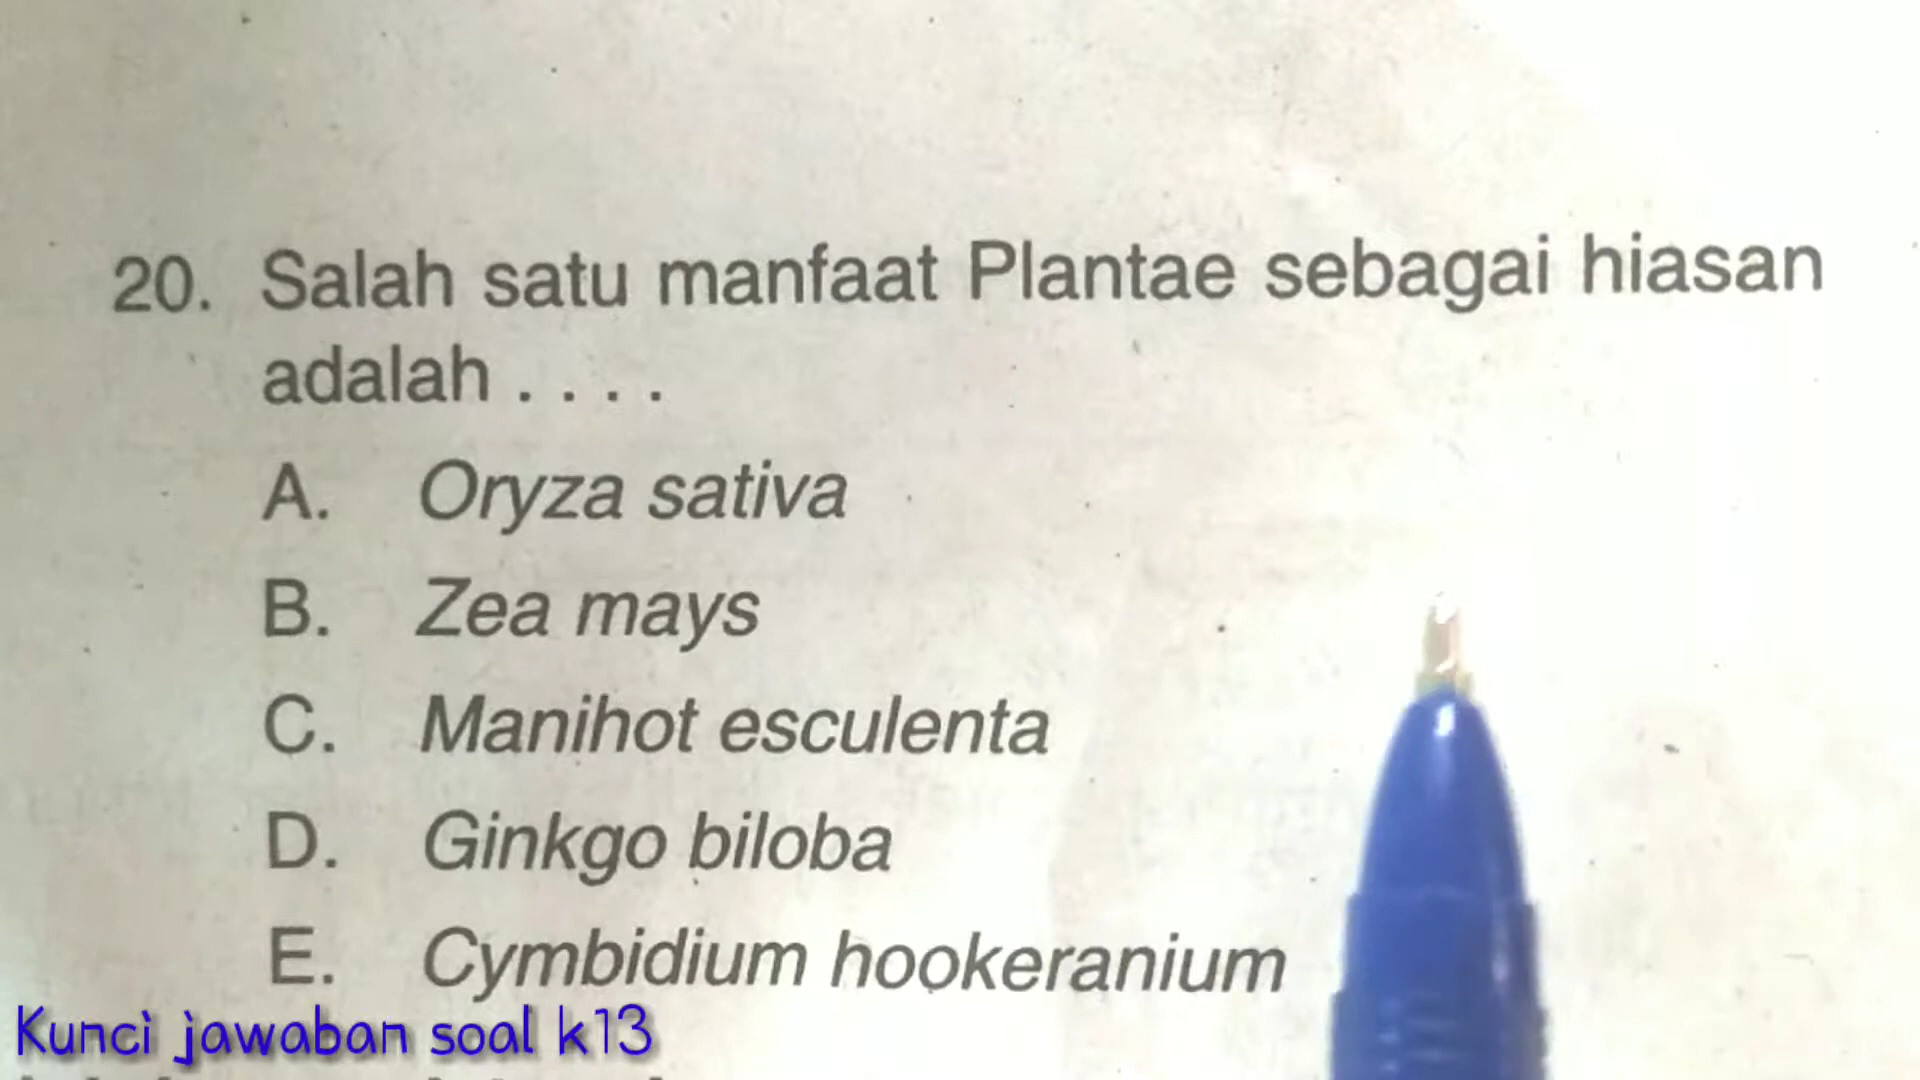 20. Salah satu manfaat Plantae sebagai hiasan
adalah . . . .
A. Oryza sativa
B. Zea mays
C. Manihot esculenta
D. Ginkgo biloba
E. Cymbidium hookeranium
Kunci jawaban soal k13